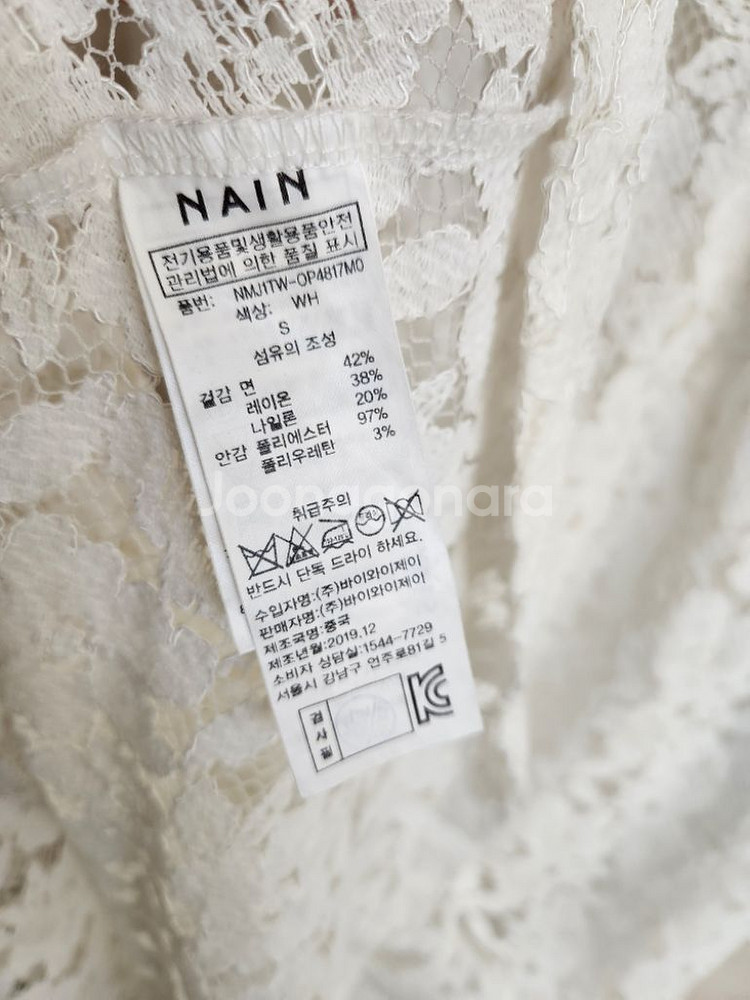 NAIN
전기용품및생활용품안전
관리법에 의한 품질 표시
품번: NMJ1TW-OP4817M0
색상: WH
S
섬유의 조성
겉감 면 42%
레이온 38%
나일론 20%
안감 폴리에스터 97%
폴리우레탄 3%
취급주의
반드시 단독 드라이 하세요.
수입자명:(주)바이와이제이
판매자명:(주)바이와이제이
제조국명:중국
제조년월:2019.12
소비자 상담실:1544-7729
서울시 강남구 언주로81길 5
검사필
Joonggonara